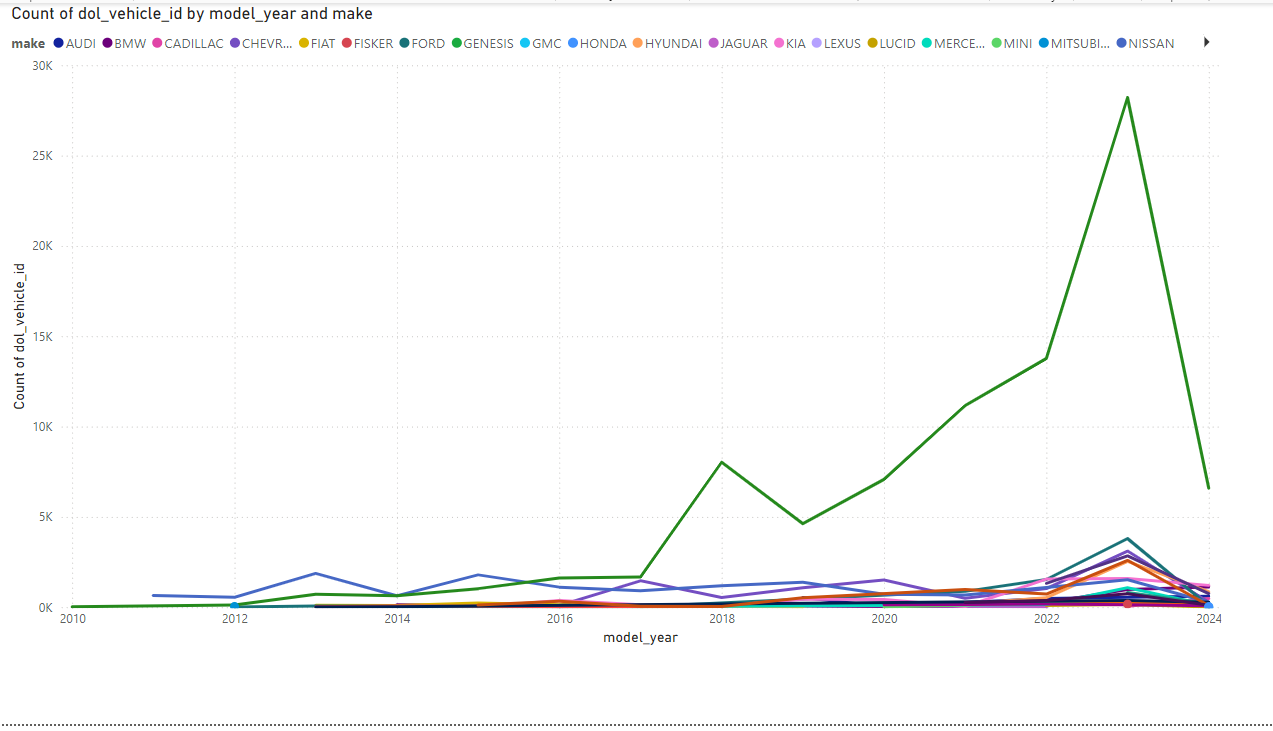 Count of dol_vehicle_id by model_year and make
make AUDI BMW CADILLAC CHEVR... FIAT FISKER FORD GENESIS GMC HONDA HYUNDAI JAGUAR KIA LEXUS LUCID MERCE... MINI MITSUBI... NISSAN
30K
25K
20K
15K
10K
5K
0K
Count of dol_vehicle_id
2010 2012 2014 2016 2018 2020 2022 2024
model_year